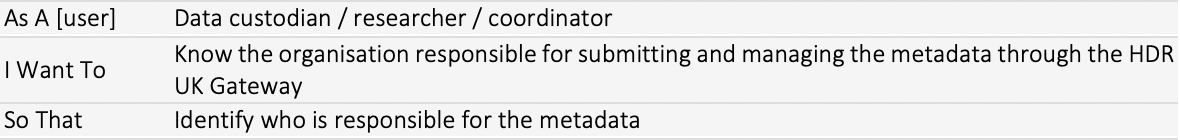 As A [user] Data custodian / researcher / coordinator
I Want To Know the organisation responsible for submitting and managing the metadata through the HDR
UK Gateway
So That Identify who is responsible for the metadata